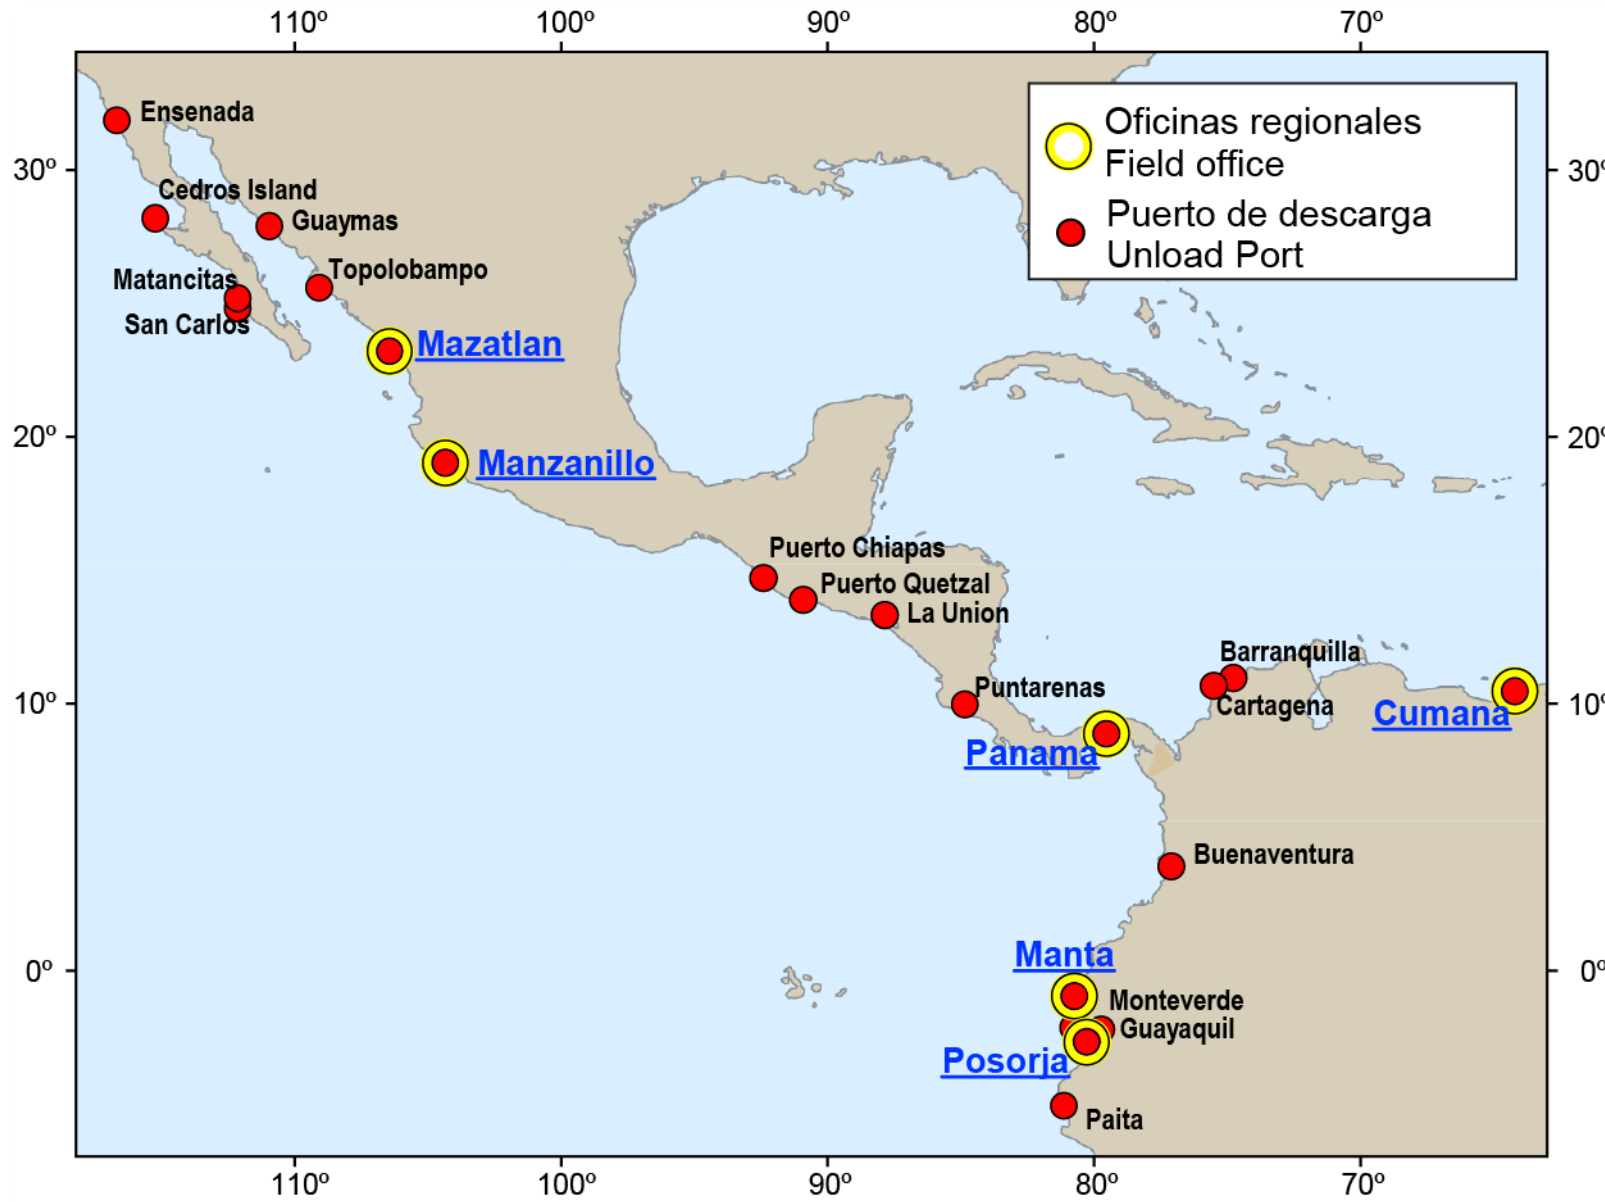 110º 100º 90º 80º 70º
Ensenada
Oficinas regionales
Field office
30º
30º
Cedros Island
Puerto de descarga
Guaymas
Unload Port
Topolobampo
Matancitas
San Carlos
Mazatlan
20º
20º
Manzanillo
Puerto Chiapas
Puerto Quetzal
La Union
Barranquilla
Puntarenas
10º
10º
Cartagena
Cumana
Panama
Buenaventura
Manta
0º
0º
Monteverde
Guayaquil
Posorja
Paita
110º 100º 90º 80º 70º